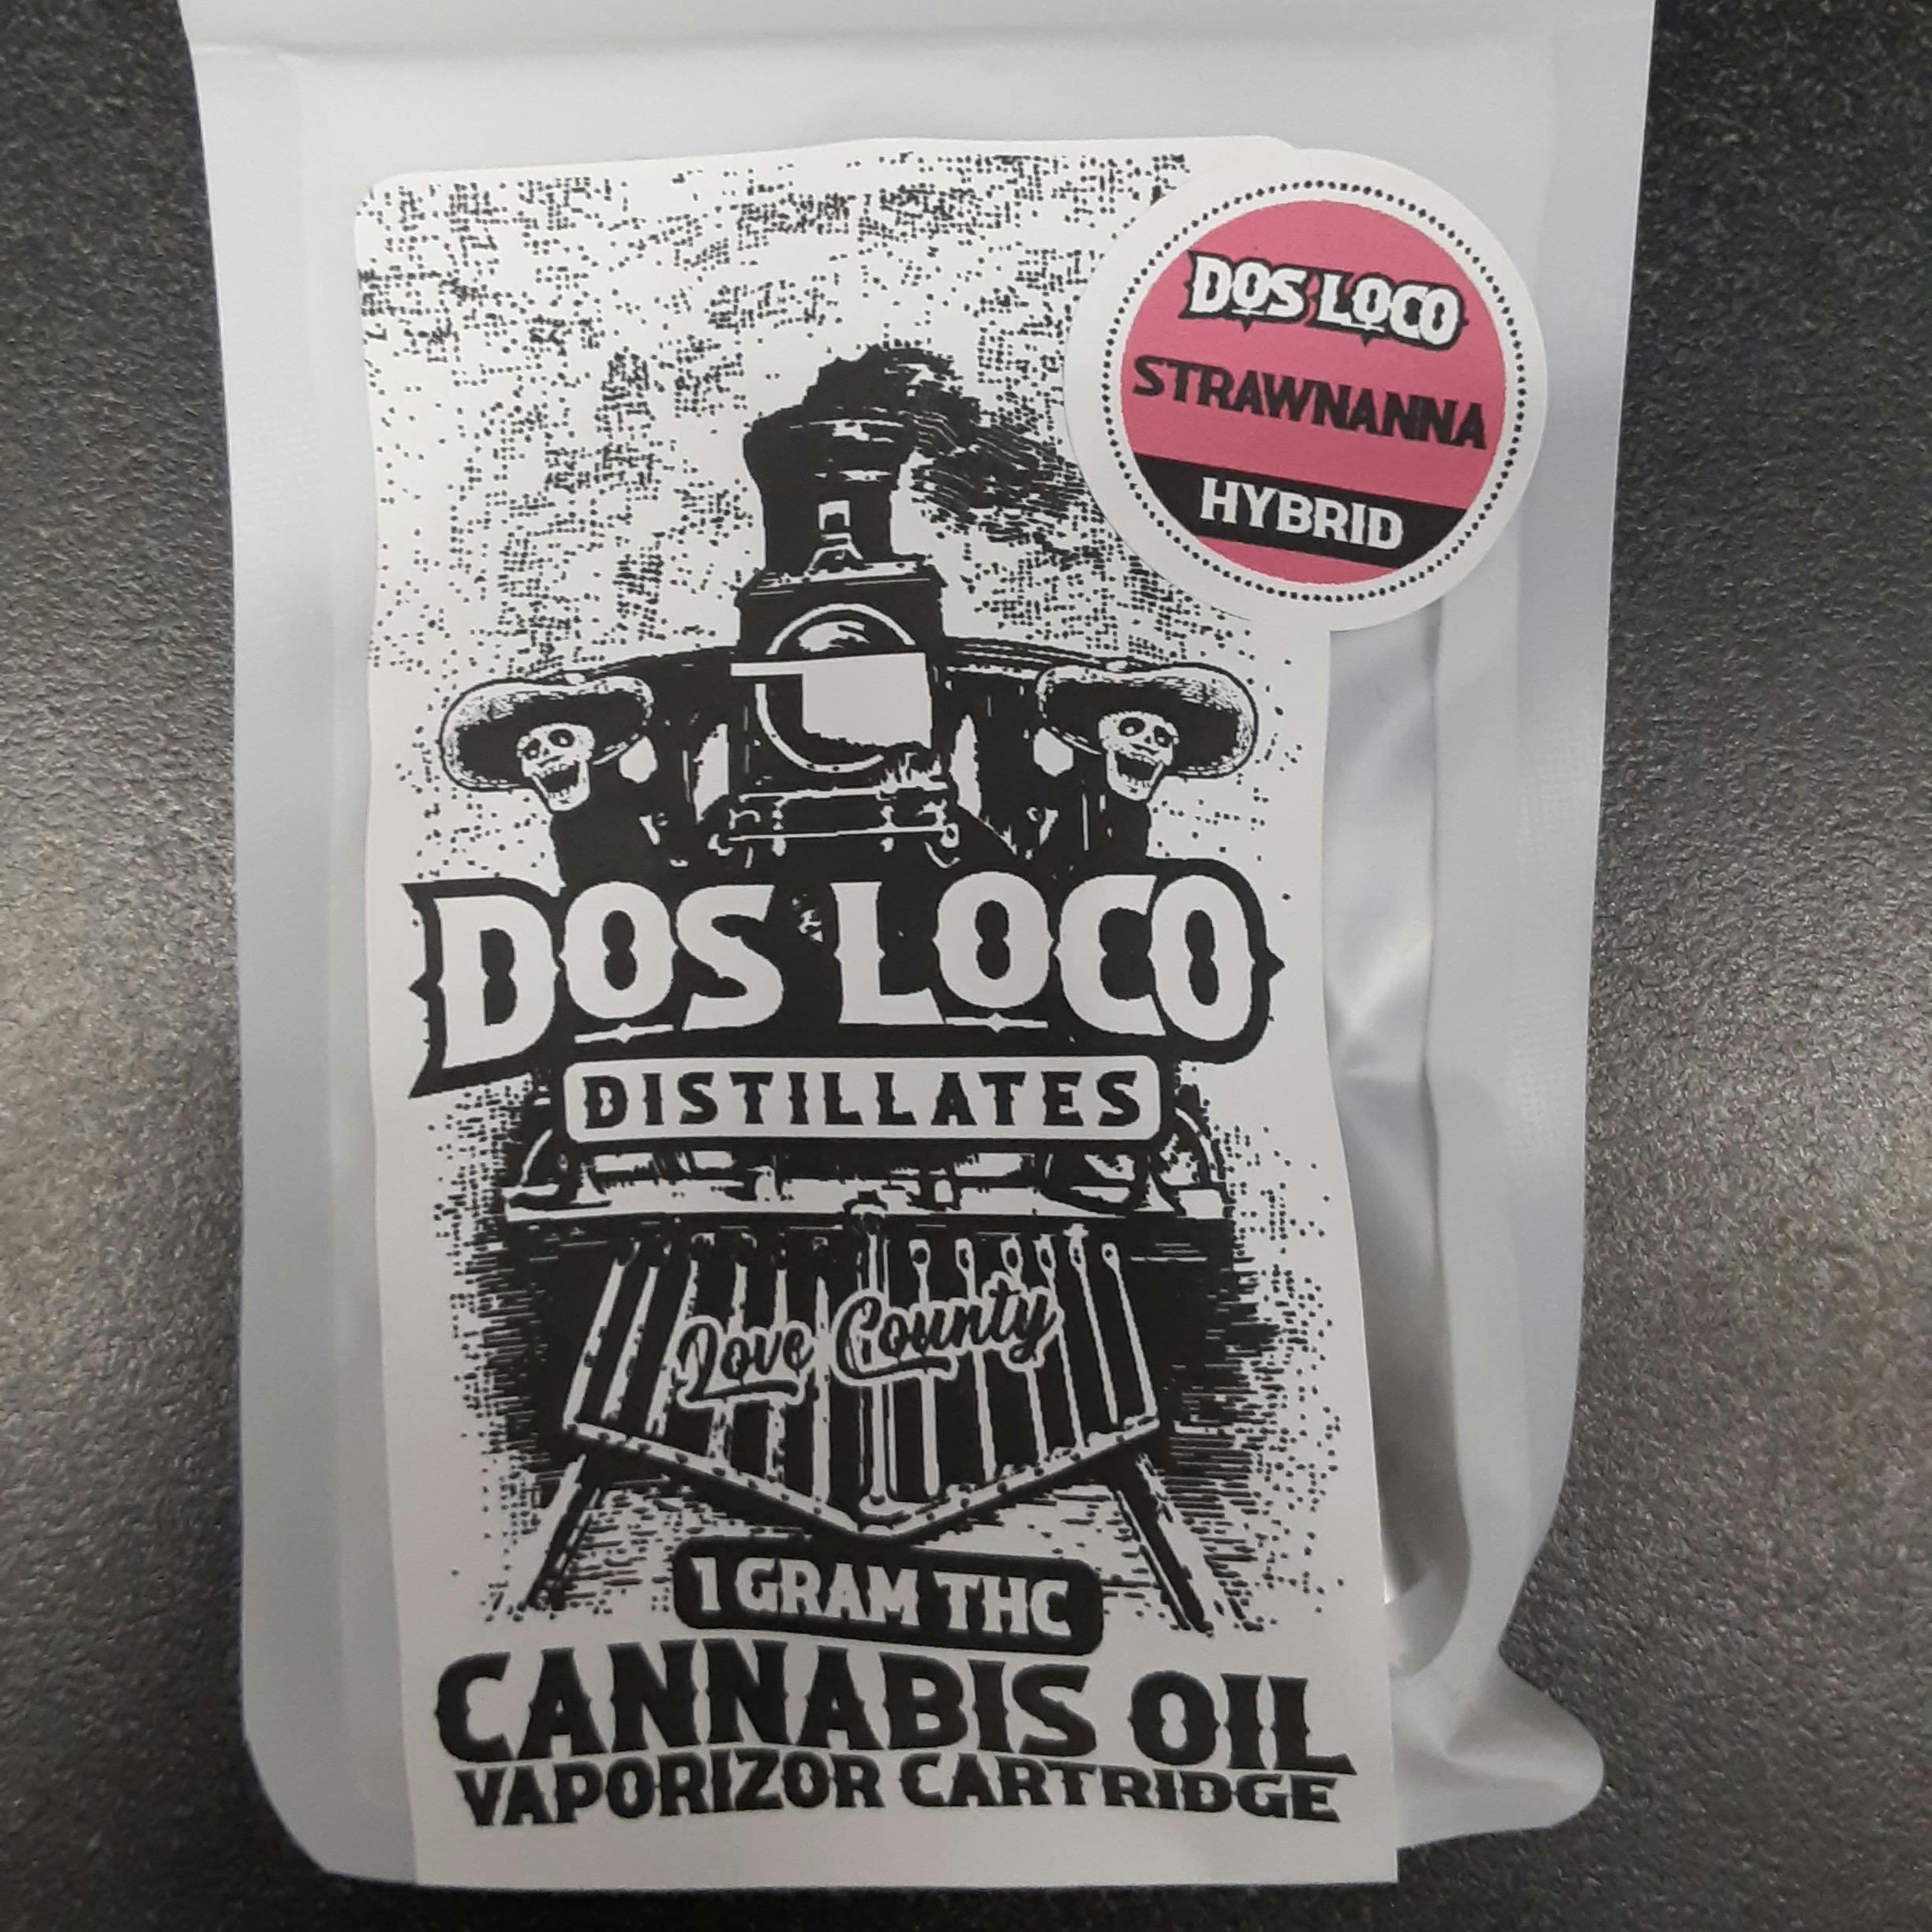 DOS LOCO
STRAWNANNA
HYBRID
DOS LOCO
DISTILLATES
Love County
1 GRAM THC
CANNABIS OIL
VAPORIZOR CARTRIDGE